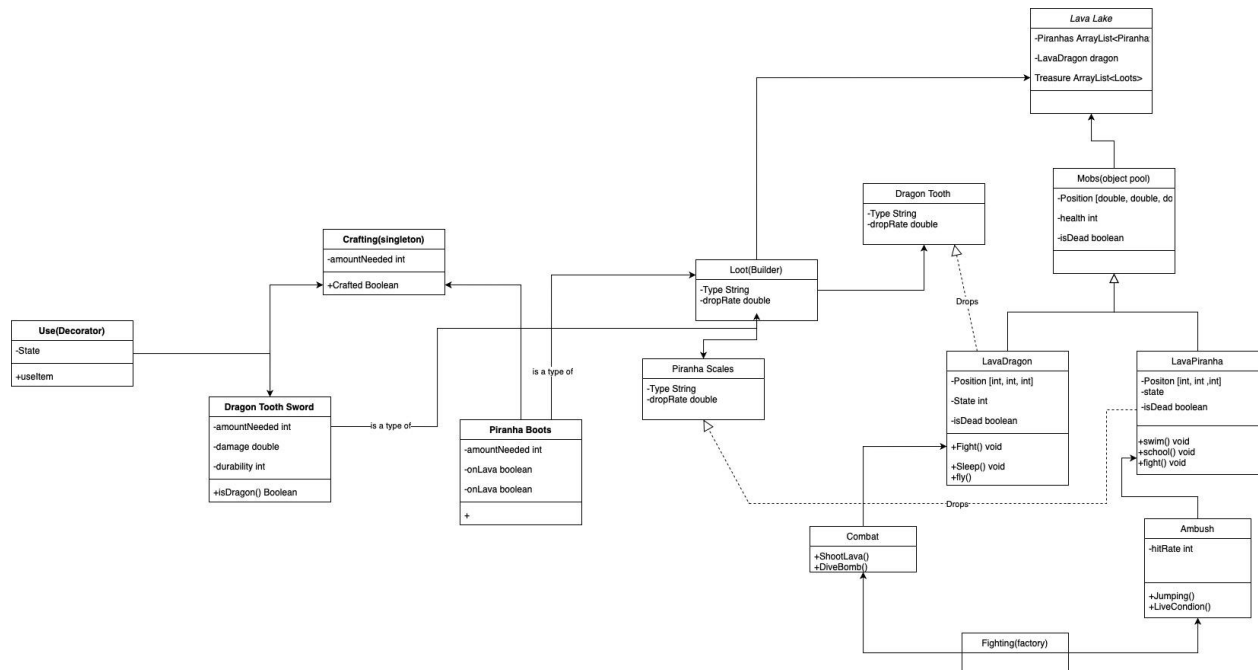 Lava Lake
-Piranhas ArrayList<Piranha
-LavaDragon dragon
Treasure ArrayList<Loots>
Mobs(object pool)
-Position [double, double, do
-health int
-isDead boolean
Dragon Tooth
-Type String
-dropRate double
Crafting(singleton)
-amountNeeded int
+Crafted Boolean
Loot(Builder)
-Type String
-dropRate double
Drops
Use(Decorator)
-State
+useItem
is a type of
Piranha Scales
-Type String
-dropRate double
LavaDragon
-Position [int, int, int]
-State int
-isDead boolean
+Fight() void
+Sleep() void
+fly()
LavaPiranha
-Positon [int, int ,int]
-state
-isDead boolean
+swim() void
+school() void
+fight() void
Dragon Tooth Sword
-amountNeeded int
-damage double
-durability int
+isDragon() Boolean
is a type of
Piranha Boots
-amountNeeded int
-onLava boolean
-onLava boolean
+
Drops
Combat
+ShootLava()
+DiveBomb()
Ambush
-hitRate int
+Jumping()
+LiveCondion()
Fighting(factory)